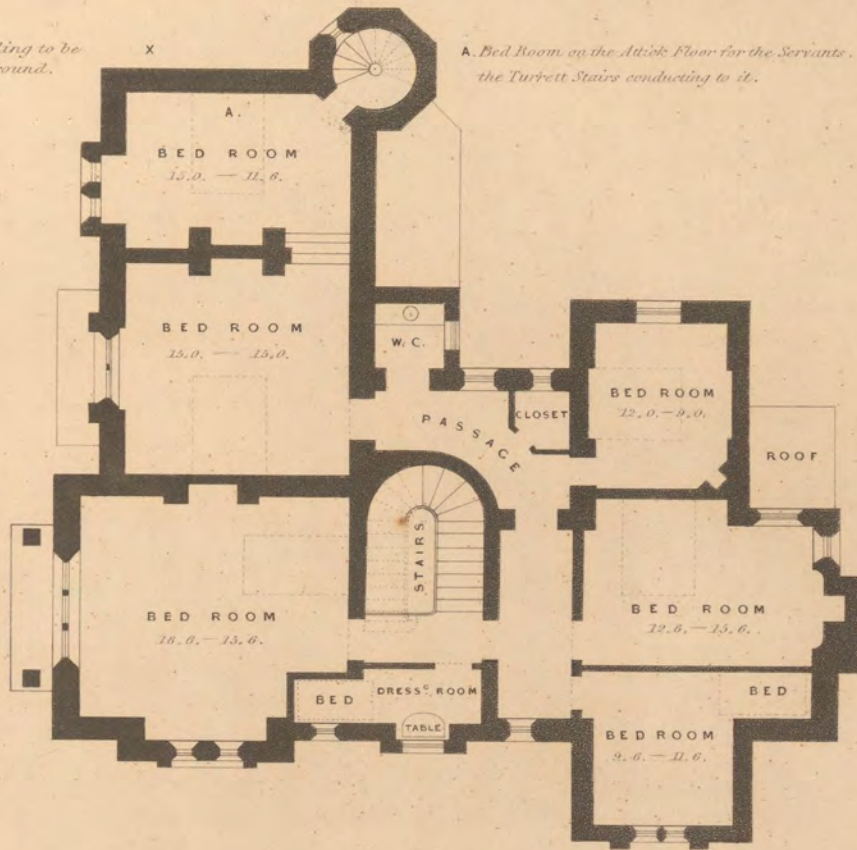 ling to be
ound.
X
A. Bed Room on the Attick Floor for the Servants.
the Turrett Stairs conducting to it.
A.
BED ROOM
15.0. — 11.6.
BED ROOM
15.0. — 15.0.
W.C.
PASSAGE
CLOSET
BED ROOM
12.0.—9.0.
ROOF
STAIRS
BED ROOM
18.6.—15.6.
BED ROOM
12.6.—15.6.
BED
DRESSG ROOM
TABLE
BED
BED ROOM
9.6.—11.6.